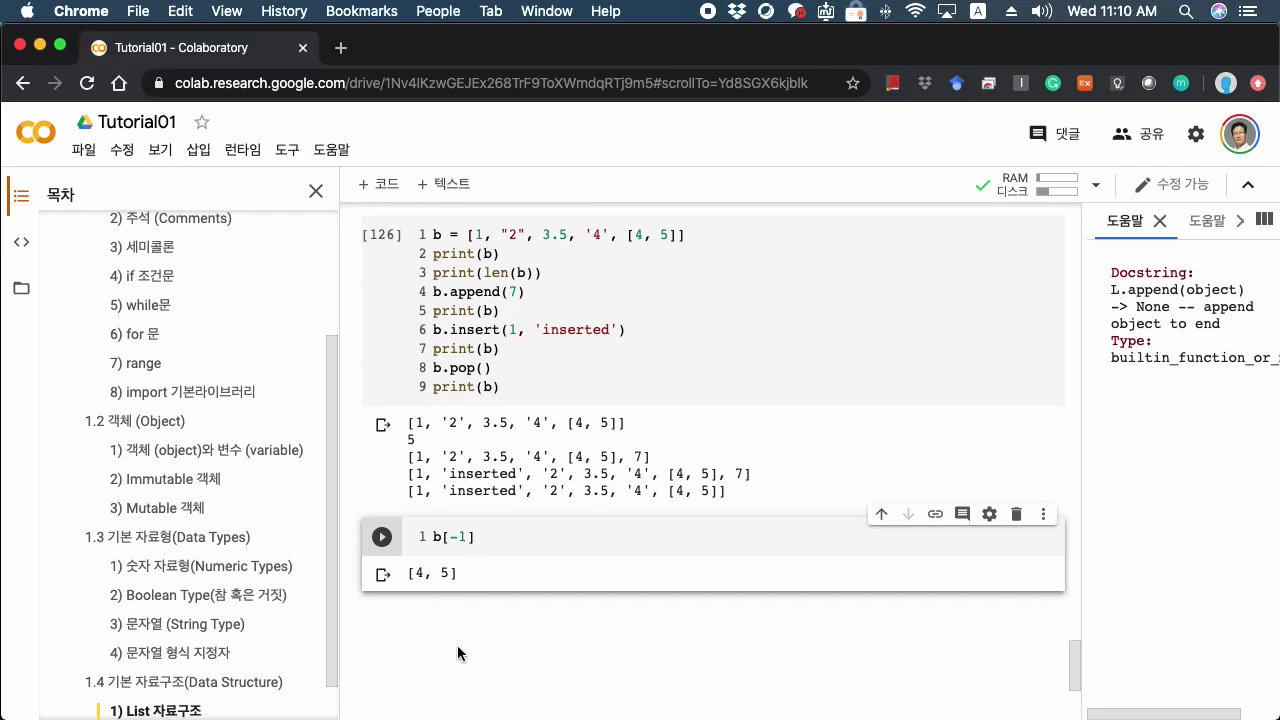 Chrome File Edit View History Bookmarks People Tab Window Help Wed 11:10 AM
Tutorial01 - Colaboratory
colab.research.google.com/drive/1Nv4lKzwGEJEx268TrF9ToXWmdqRTj9m5#scrollTo=Yd8SGX6kjblk
Tutorial01
댓글 공유
파일 수정 보기 삽입 런타임 도구 도움말
목차
+ 코드 + 텍스트
RAM
디스크
수정 가능
2) 주석 (Comments)
3) 세미콜론
4) if 조건문
5) while문
6) for 문
7) range
8) import 기본라이브러리
1.2 객체 (Object)
1) 객체 (object)와 변수 (variable)
2) Immutable 객체
3) Mutable 객체
1.3 기본 자료형(Data Types)
1) 숫자 자료형(Numeric Types)
2) Boolean Type(참 혹은 거짓)
3) 문자열 (String Type)
4) 문자열 형식 지정자
1.4 기본 자료구조(Data Structure)
1) List 자료구조
[126] 1 b = [1, "2", 3.5, '4', [4, 5]]
2 print(b)
3 print(len(b))
4 b.append(7)
5 print(b)
6 b.insert(1, 'inserted')
7 print(b)
8 b.pop()
9 print(b)
[1, '2', 3.5, '4', [4, 5]]
5
[1, '2', 3.5, '4', [4, 5], 7]
[1, 'inserted', '2', 3.5, '4', [4, 5], 7]
[1, 'inserted', '2', 3.5, '4', [4, 5]]
1 b[-1]
[4, 5]
도움말 도움말
Docstring:
L.append(object)
-> None -- append
object to end
Type:
builtin_function_or_